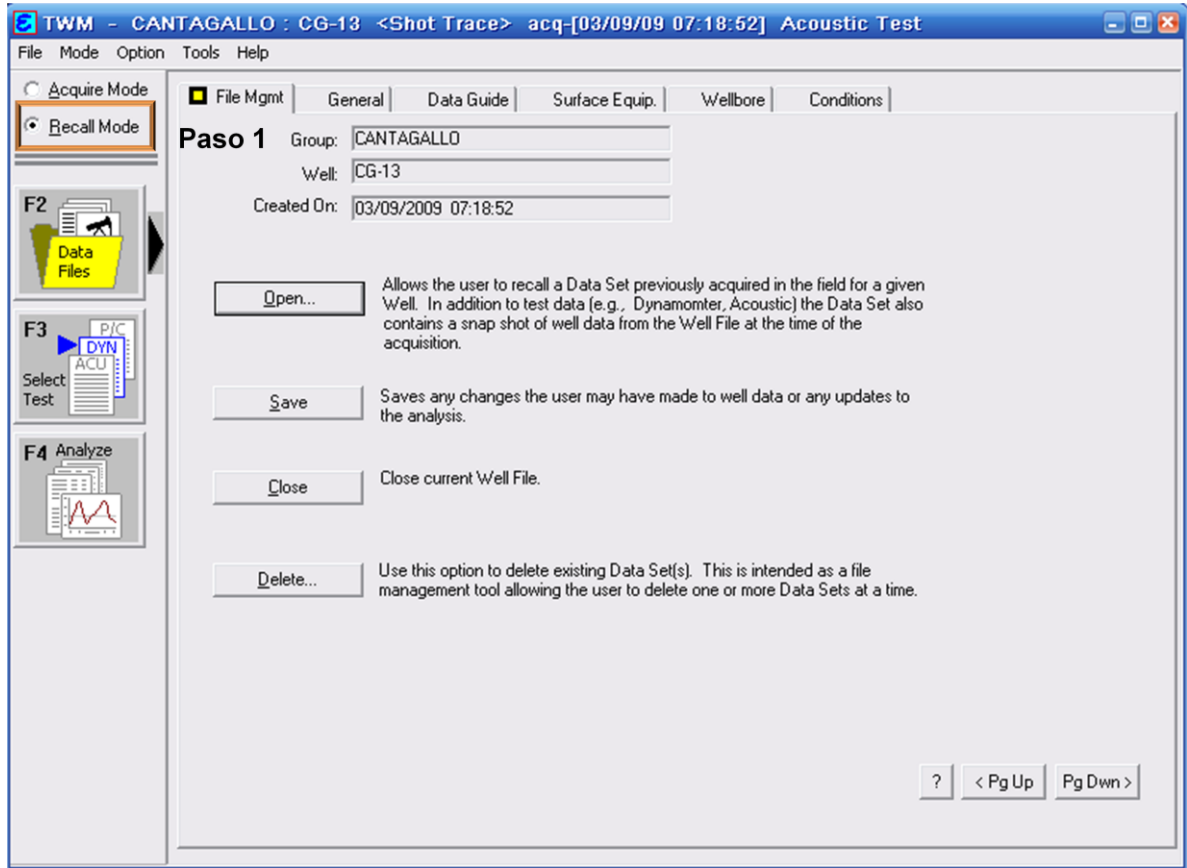 TWM - CANTAGALLO : CG-13 <Shot Trace> acq-[03/09/09 07:18:52] Acoustic Test
File Mode Option Tools Help
Acquire Mode
Recall Mode
F2
Data
Files
F3
P/C
DYN
ACU
Select
Test
F4 Analyze
File Mgmt General Data Guide Surface Equip. Wellbore Conditions
Paso 1
Group: CANTAGALLO
Well: CG-13
Created On: 03/09/2009 07:18:52
Open...
Allows the user to recall a Data Set previously acquired in the field for a given
Well. In addition to test data (e.g., Dynamomter, Acoustic) the Data Set also
contains a snap shot of well data from the Well File at the time of the
acquisition.
Save
Saves any changes the user may have made to well data or any updates to
the analysis.
Close
Close current Well File.
Delete...
Use this option to delete existing Data Set(s). This is intended as a file
management tool allowing the user to delete one or more Data Sets at a time.
? < Pg Up Pg Dwn >